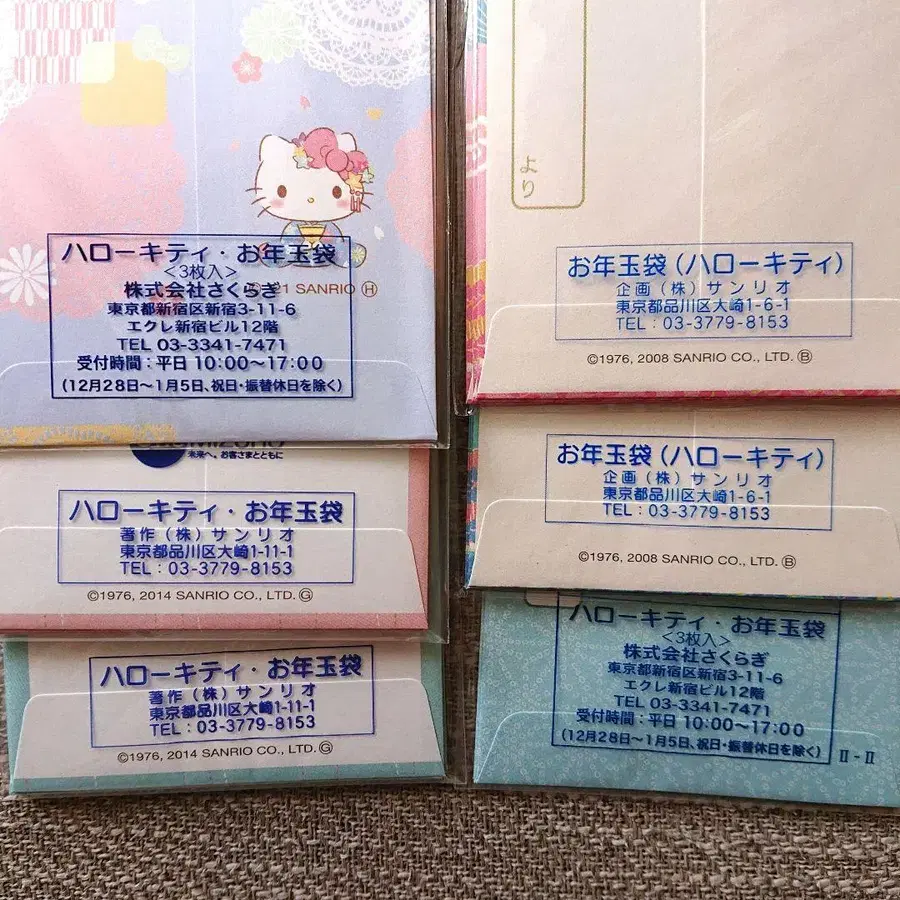 ハローキティ・お年玉袋
<3枚入>
株式会社さくらぎ
東京都新宿区新宿3-11-6
エクレ新宿ビル12階
TEL 03-3341-7471
受付時間:平日 10:00〜17:00
(12月28日〜1月5日、祝日・振替休日を除く)
21 SANRIO Ⓗ
未来へ。お客さまとともに
ハローキティ・お年玉袋
著作(株)サンリオ
東京都品川区大崎1-11-1
TEL:03-3779-8153
©1976, 2014 SANRIO CO., LTD. Ⓖ
ハローキティ・お年玉袋
著作(株)サンリオ
東京都品川区大崎1-11-1
TEL:03-3779-8153
©1976, 2014 SANRIO CO., LTD. Ⓖ
より
お年玉袋(ハローキティ)
企画(株)サンリオ
東京都品川区大崎1-6-1
TEL:03-3779-8153
©1976, 2008 SANRIO CO., LTD. Ⓑ
お年玉袋(ハローキティ)
企画(株)サンリオ
東京都品川区大崎1-6-1
TEL:03-3779-8153
©1976, 2008 SANRIO CO., LTD. Ⓑ
ハローキティ・お年玉袋
<3枚入>
株式会社さくらぎ
東京都新宿区新宿3-11-6
エクレ新宿ビル12階
TEL 03-3341-7471
受付時間:平日 10:00〜17:00
(12月28日〜1月5日、祝日・振替休日を除く)
Ⅱ-Ⅱ